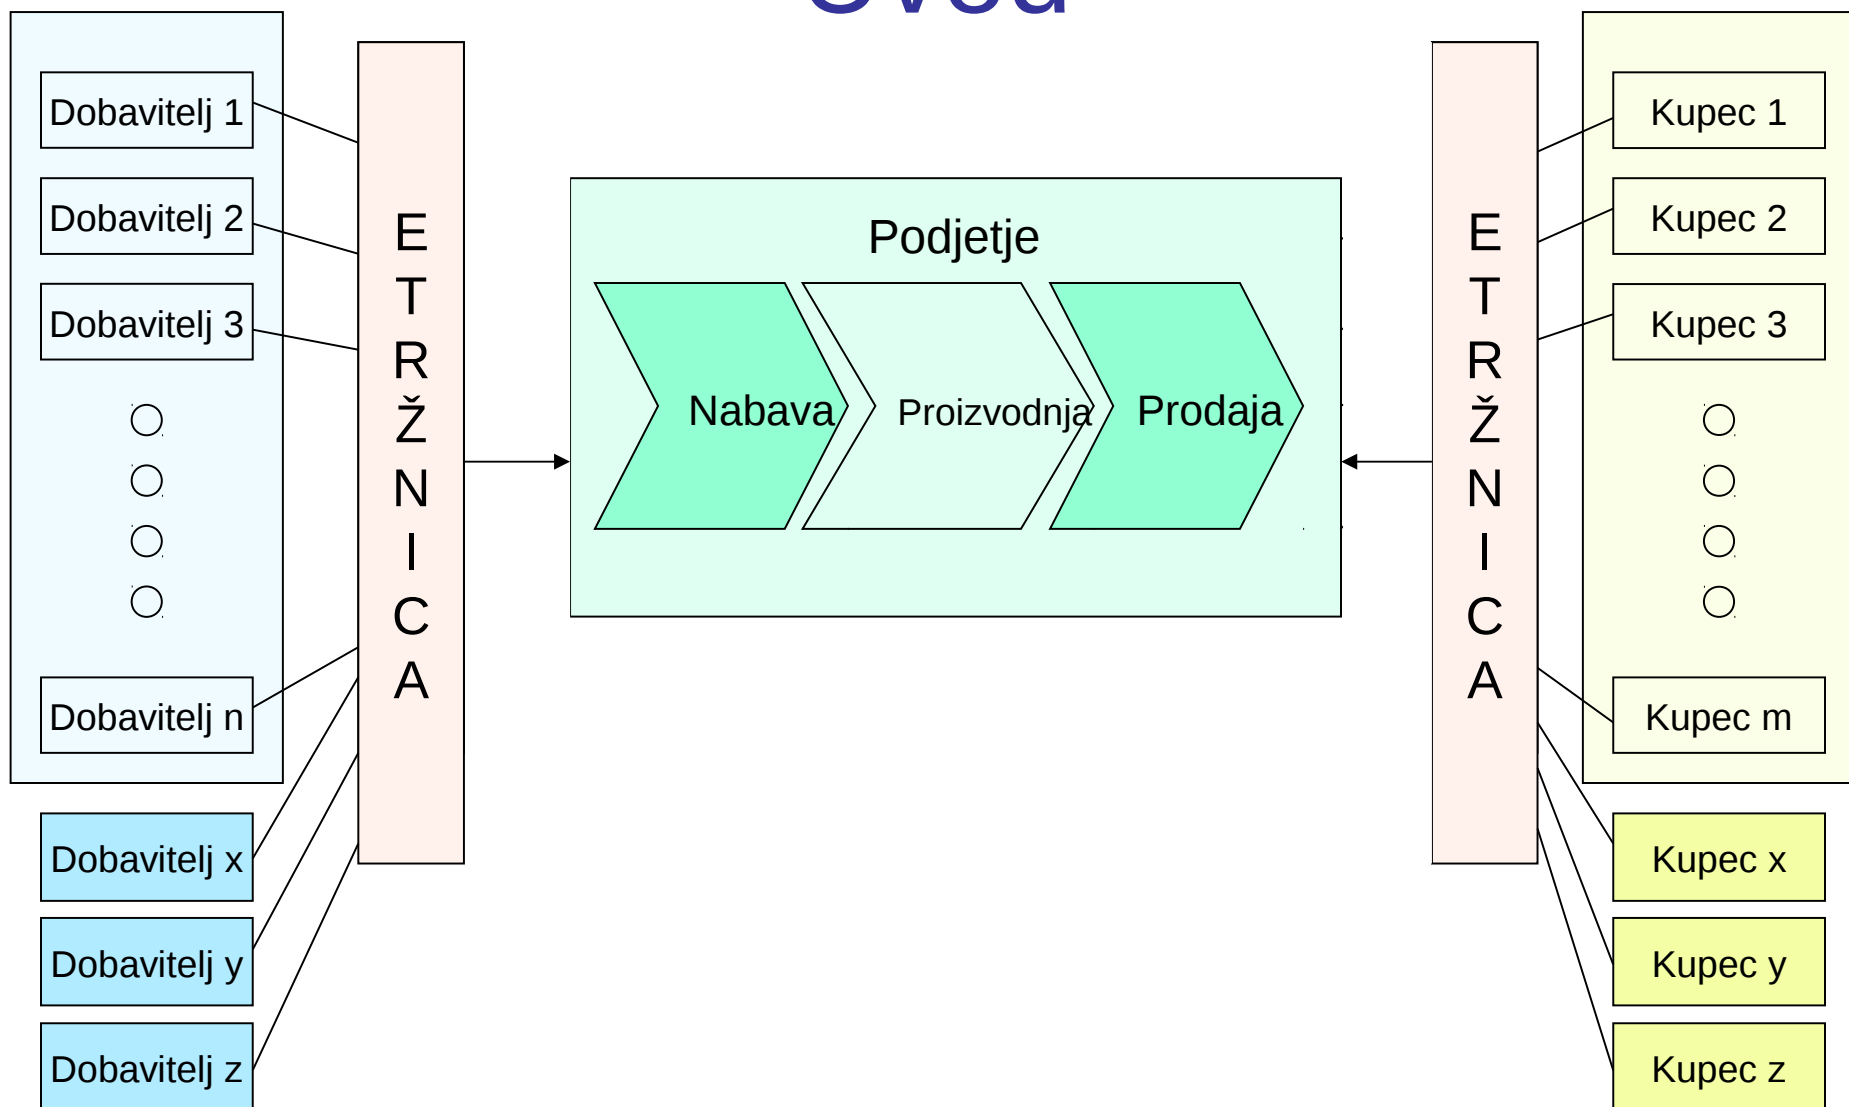 Dobavitelj 1
Dobavitelj 2
Dobavitelj 3
Dobavitelj n
Dobavitelj x
Dobavitelj y
Dobavitelj z
E
T
R
Ž
N
I
C
A
Podjetje
Nabava
Proizvodnja
Prodaja
E
T
R
Ž
N
I
C
A
Kupec 1
Kupec 2
Kupec 3
Kupec m
Kupec x
Kupec y
Kupec z